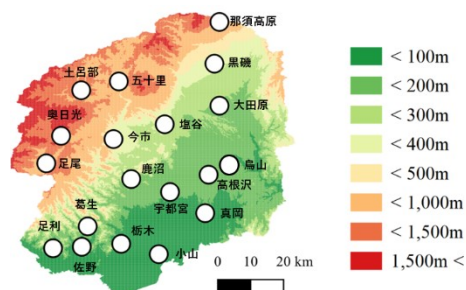 那須高原
黒磯
土呂部
五十里
大田原
奥日光
塩谷
今市
足尾
鹿沼
烏山
高根沢
宇都宮
真岡
葛生
足利
栃木
佐野
小山
0 10 20 km
< 100m
< 200m
< 300m
< 400m
< 500m
< 1,000m
< 1,500m
1,500m <